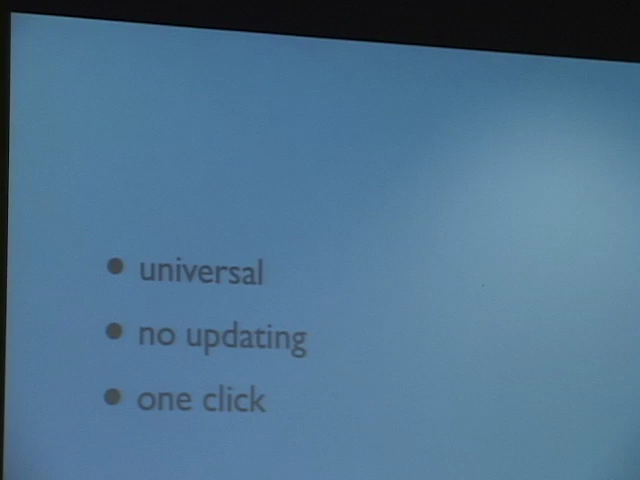 • universal
• no updating
• one click